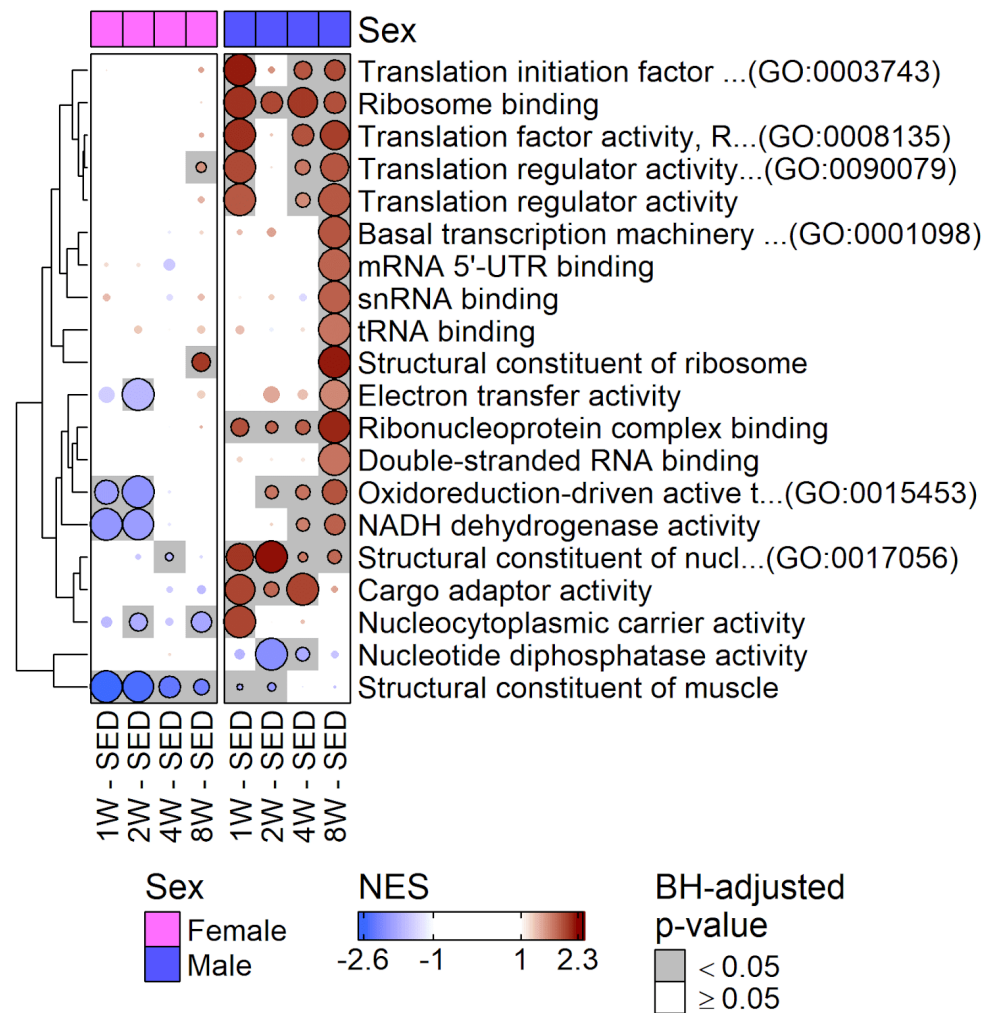 Sex
Translation initiation factor ...(GO:0003743)
Ribosome binding
Translation factor activity, R...(GO:0008135)
Translation regulator activity...(GO:0090079)
Translation regulator activity
Basal transcription machinery ...(GO:0001098)
mRNA 5'-UTR binding
snRNA binding
tRNA binding
Structural constituent of ribosome
Electron transfer activity
Ribonucleoprotein complex binding
Double-stranded RNA binding
Oxidoreduction-driven active t...(GO:0015453)
NADH dehydrogenase activity
Structural constituent of nucl...(GO:0017056)
Cargo adaptor activity
Nucleocytoplasmic carrier activity
Nucleotide diphosphatase activity
Structural constituent of muscle
1W - SED
2W - SED
4W - SED
8W - SED
1W - SED
2W - SED
4W - SED
8W - SED
Sex
Female
Male
NES
-2.6 -1 1 2.3
BH-adjusted
p-value
< 0.05
≥ 0.05